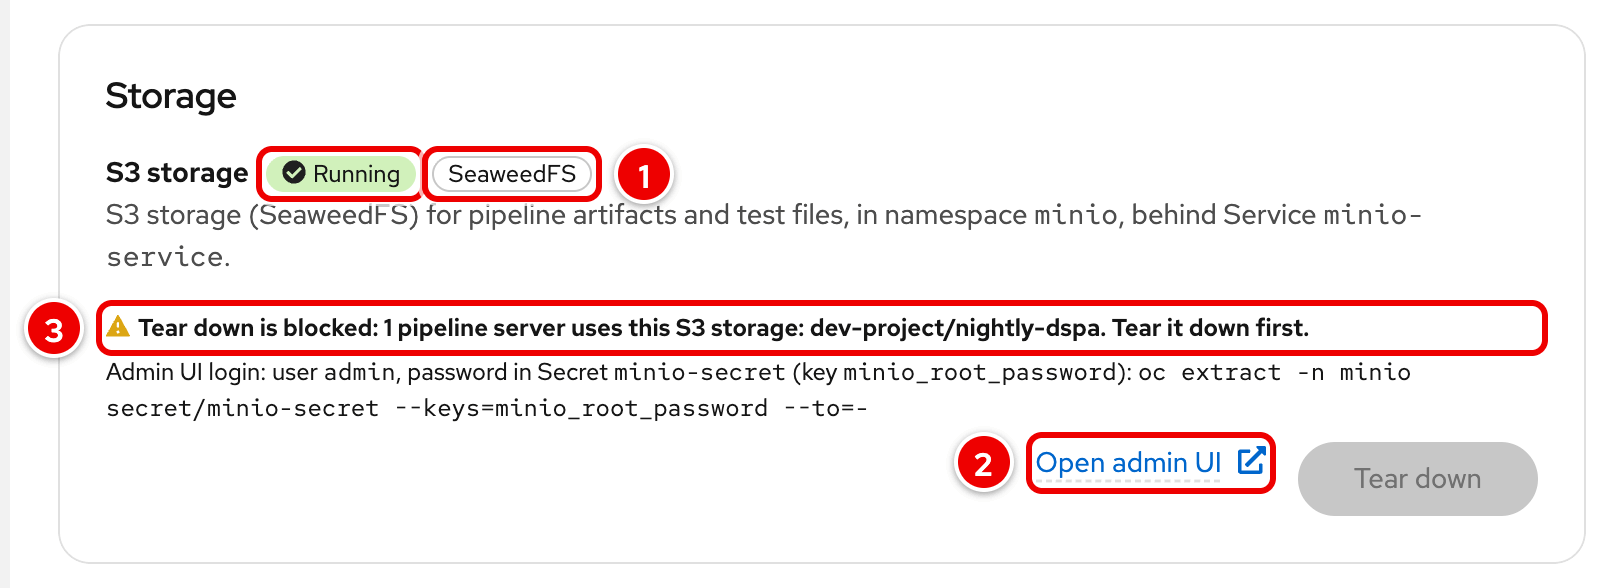 Storage
S3 storage Running SeaweedFS 1
S3 storage (SeaweedFS) for pipeline artifacts and test files, in namespace minio, behind Service minio-
service.
3 Tear down is blocked: 1 pipeline server uses this S3 storage: dev-project/nightly-dspa. Tear it down first.
Admin UI login: user admin, password in Secret minio-secret (key minio_root_password): oc extract -n minio
secret/minio-secret --keys=minio_root_password --to=-
2 Open admin UI Tear down